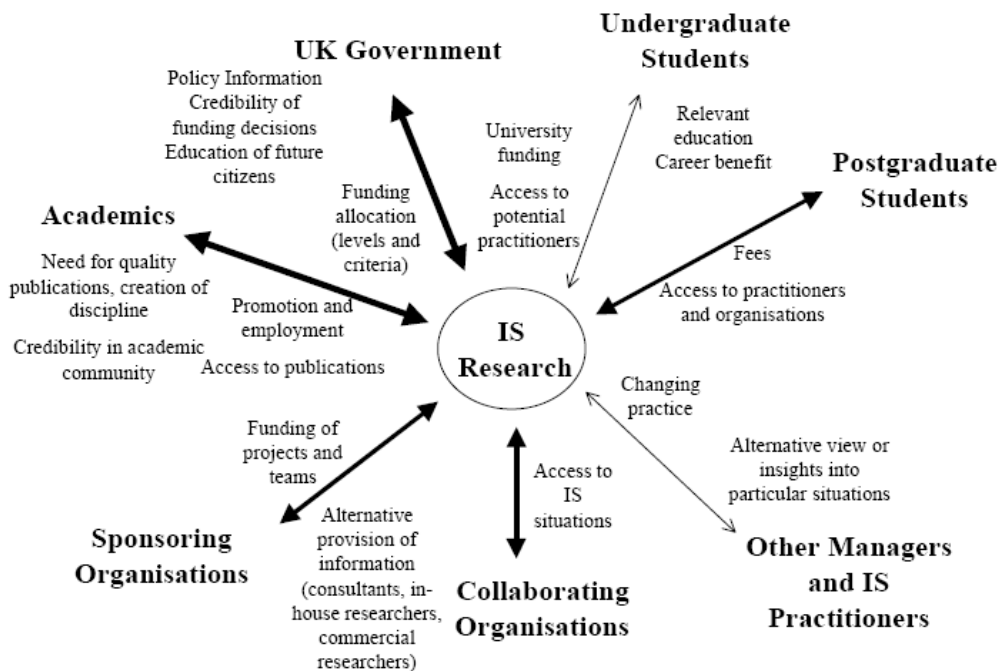 UK Government
Policy Information
Credibility of
funding decisions
Education of future
citizens
Funding
allocation
(levels and
criteria)
Undergraduate
Students
University
funding
Access to
potential
practitioners
Relevant
education
Career benefit
Postgraduate
Students
Fees
Access to practitioners
and organisations
Academics
Need for quality
publications, creation of
discipline
Credibility in academic
community
Promotion and
employment
Access to publications
IS
Research
Changing
practice
Alternative view or
insights into
particular situations
Other Managers
and IS
Practitioners
Funding of
projects and
teams
Sponsoring
Organisations
Alternative
provision of
information
(consultants, in-
house researchers,
commercial
researchers)
Access to
IS
situations
Collaborating
Organisations